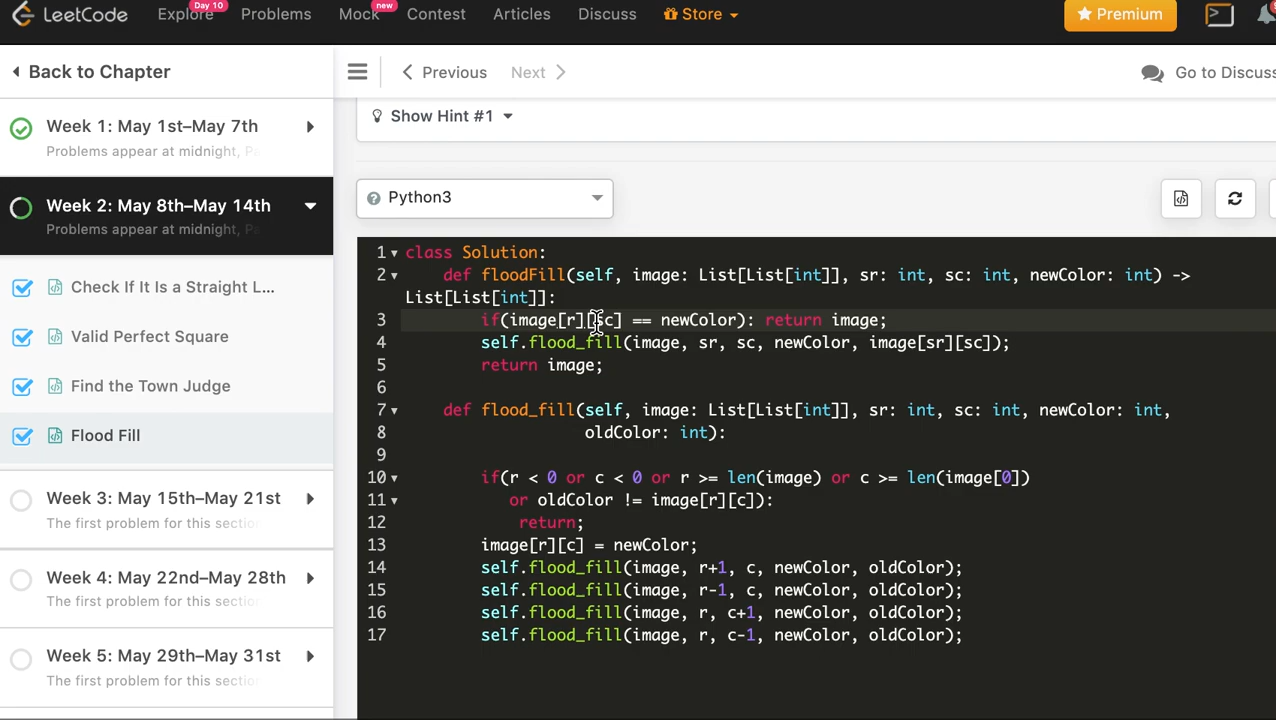 LeetCode
Explore
Day 10
Problems
Mock
new
Contest
Articles
Discuss
Store
Premium
Back to Chapter
Previous
Next
Go to Discuss
Week 1: May 1st–May 7th
Problems appear at midnight, Pa
Show Hint #1
Week 2: May 8th–May 14th
Problems appear at midnight, Pa
Check If It Is a Straight L...
Valid Perfect Square
Find the Town Judge
Flood Fill
Week 3: May 15th–May 21st
The first problem for this section
Week 4: May 22nd–May 28th
The first problem for this section
Week 5: May 29th–May 31st
The first problem for this section
Python3
1 class Solution:
2 def floodFill(self, image: List[List[int]], sr: int, sc: int, newColor: int) ->
List[List[int]]:
3 if(image[r][sc] == newColor): return image;
4 self.flood_fill(image, sr, sc, newColor, image[sr][sc]);
5 return image;
6
7 def flood_fill(self, image: List[List[int]], sr: int, sc: int, newColor: int,
8 oldColor: int):
9
10 if(r < 0 or c < 0 or r >= len(image) or c >= len(image[0])
11 or oldColor != image[r][c]):
12 return;
13 image[r][c] = newColor;
14 self.flood_fill(image, r+1, c, newColor, oldColor);
15 self.flood_fill(image, r-1, c, newColor, oldColor);
16 self.flood_fill(image, r, c+1, newColor, oldColor);
17 self.flood_fill(image, r, c-1, newColor, oldColor);